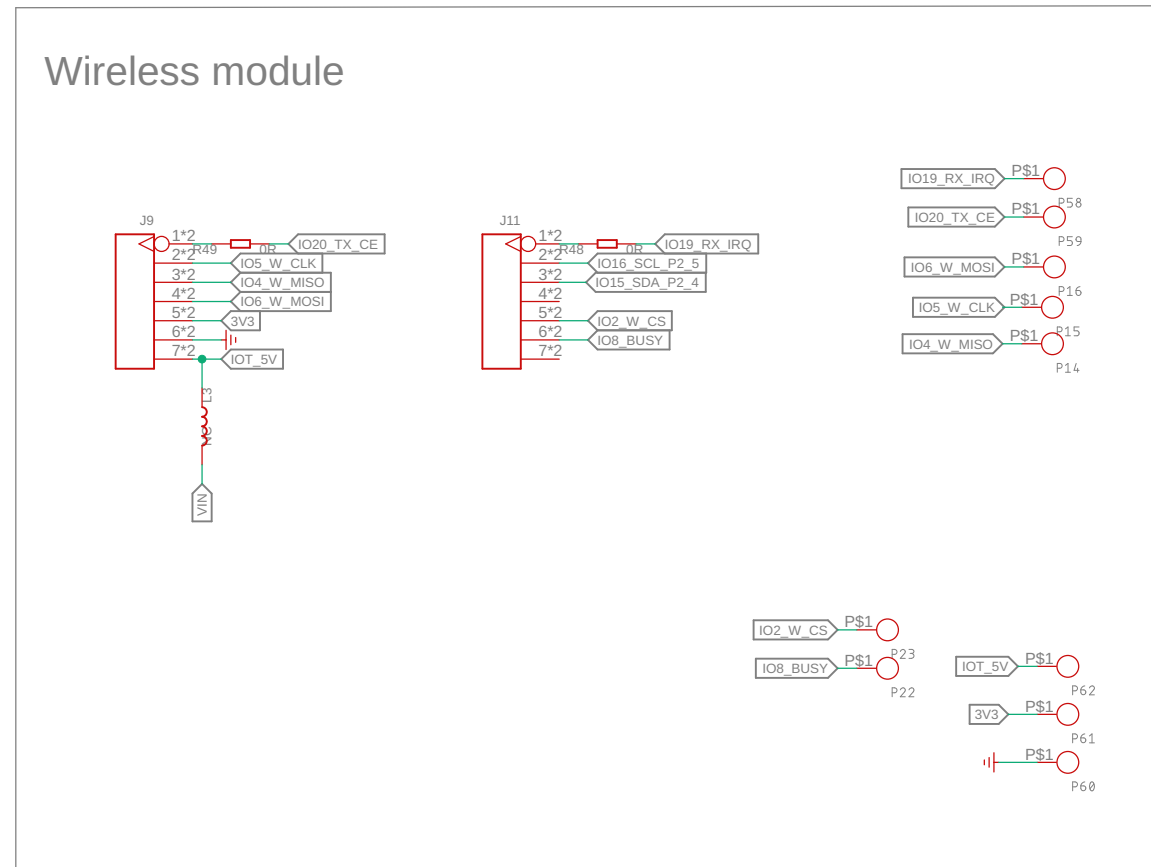 Wireless module
J9
1*2
R49
0R
IO20_TX_CE
2*2
IO5_W_CLK
3*2
IO4_W_MISO
4*2
IO6_W_MOSI
5*2
3V3
6*2
7*2
IOT_5V
L3
NC
VIN
J11
1*2
R48
0R
IO19_RX_IRQ
2*2
IO16_SCL_P2_5
3*2
IO15_SDA_P2_4
4*2
5*2
IO2_W_CS
6*2
IO8_BUSY
7*2
IO19_RX_IRQ
P$1
P58
IO20_TX_CE
P$1
P59
IO6_W_MOSI
P$1
P16
IO5_W_CLK
P$1
P15
IO4_W_MISO
P$1
P14
IO2_W_CS
P$1
P23
IO8_BUSY
P$1
P22
IOT_5V
P$1
P62
3V3
P$1
P61
P$1
P60